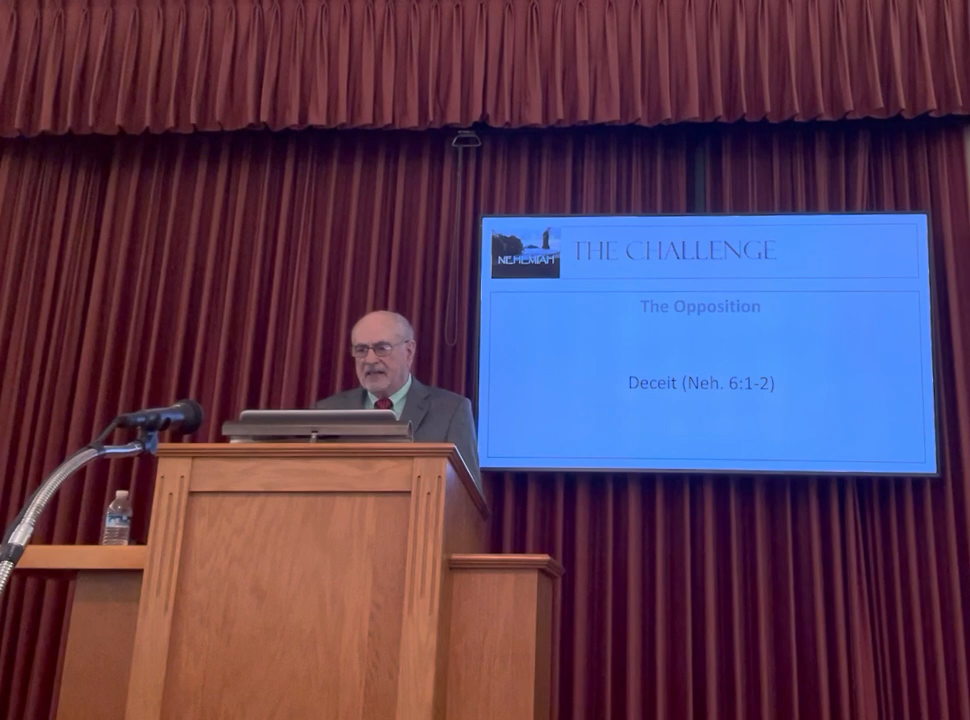 NEHEMIAH
THE CHALLENGE
The Opposition
Deceit (Neh. 6:1-2)